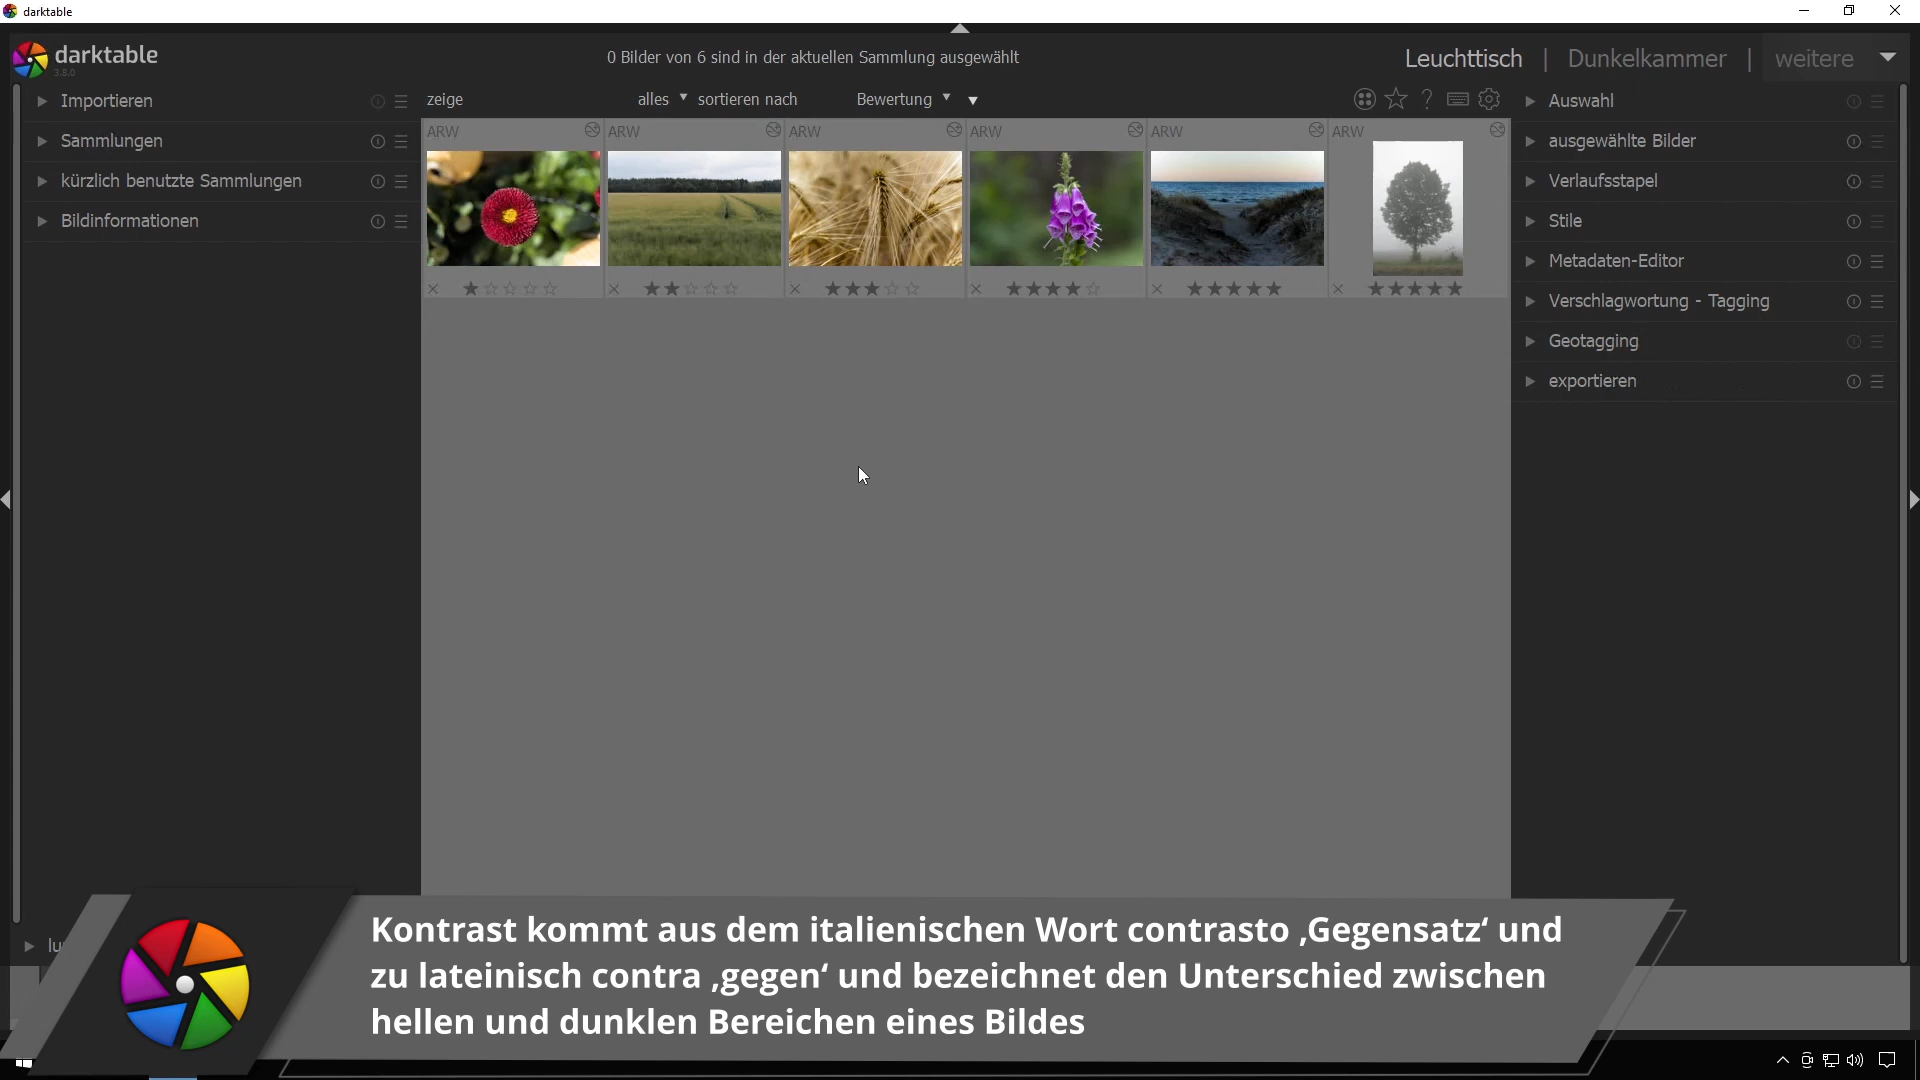 darktable
darktable
3.8.0
0 Bilder von 6 sind in der aktuellen Sammlung ausgewählt
Leuchttisch | Dunkelkammer | weitere
Importieren
Sammlungen
kürzlich benutzte Sammlungen
Bildinformationen
zeige alles sortieren nach Bewertung
ARW ARW ARW ARW ARW ARW
Auswahl
ausgewählte Bilder
Verlaufsstapel
Stile
Metadaten-Editor
Verschlagwortung - Tagging
Geotagging
exportieren
Kontrast kommt aus dem italienischen Wort contrasto ‚Gegensatz‘ und
zu lateinisch contra ‚gegen‘ und bezeichnet den Unterschied zwischen
hellen und dunklen Bereichen eines Bildes